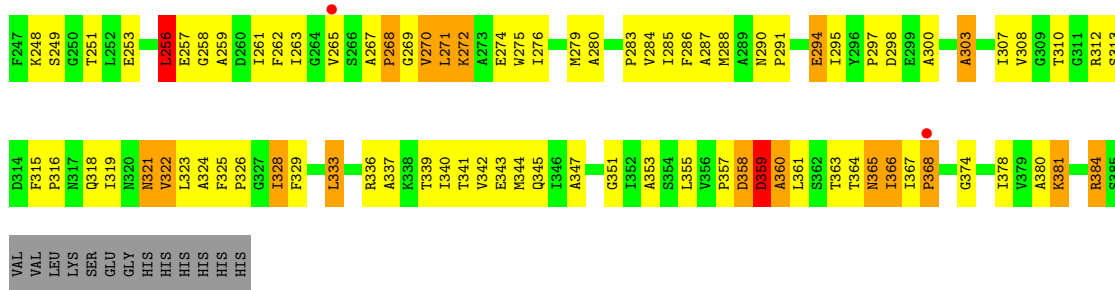 F247 K248 S249 G250 T251 L252 E253 L256 E257 G258 A259 D260 I261 F262 I263 G264 V265 S266 A267 P268 G269 V270 L271 K272 A273 E274 W275 I276 M279 A280 P283 V284 I285 F286 A287 M288 A289 N290 P291 E294 I295 Y296 P297 D298 E299 A300 A303 I307 V308 G309 T310 G311 R312 S313
D314 F315 P316 N317 Q318 I319 N320 N321 V322 L323 A324 F325 P326 G327 I328 F329 L333 R336 A337 K338 T339 I340 T341 V342 E343 M344 Q345 I346 A347 G351 I352 A353 S354 L355 V356 P357 D358 D359 A360 L361 S362 T363 T364 N365 I366 I367 P368 G374 I378 V379 A380 K381 R384 S385
VAL VAL LEU LYS SER GLU GLY HIS HIS HIS HIS HIS HIS